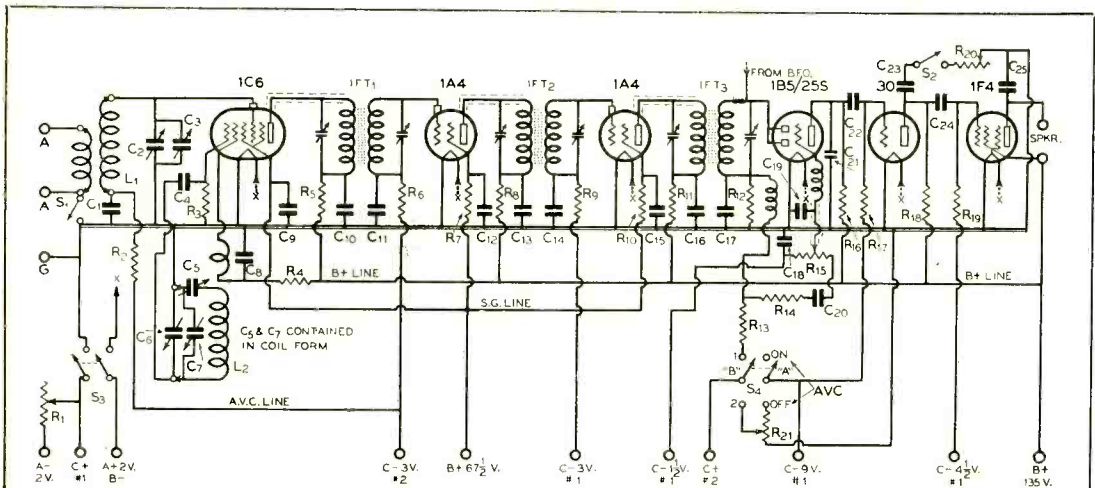 1C6
IFT1
1A4
IFT2
1A4
IFT3
FROM BFO.
1B5/25S
C23
30
S2
R20
1F4
C25
A
A
G
S1
L1
C1
C2
C3
C4
R3
R2
X
C5
C6
C7
L2
C5 & C7 CONTAINED
IN COIL FORM
C8
R4
C9
X
R5
C10
C11
R6
R7
C12
X
R8
C13
C14
R9
R10
C15
X
R11
C16
C17
R12
C19
X
C18
R15
C21
C22
R16
R17
X
C24
R18
R19
X
SPKR.
B+ LINE
B+ LINE
S.G. LINE
A.V.C. LINE
R14
C20
R13
1
"B"
S4
"A"
ON
AVC
2
OFF
R21
S3
R1
A-
2V.
C+
#1
A+2V.
B-
C-3V.
#2
B+67½V.
C-3V.
#1
C-1½V.
#1
C+
#2
C-9V.
#1
C-4½V.
#1
B+
135 V.